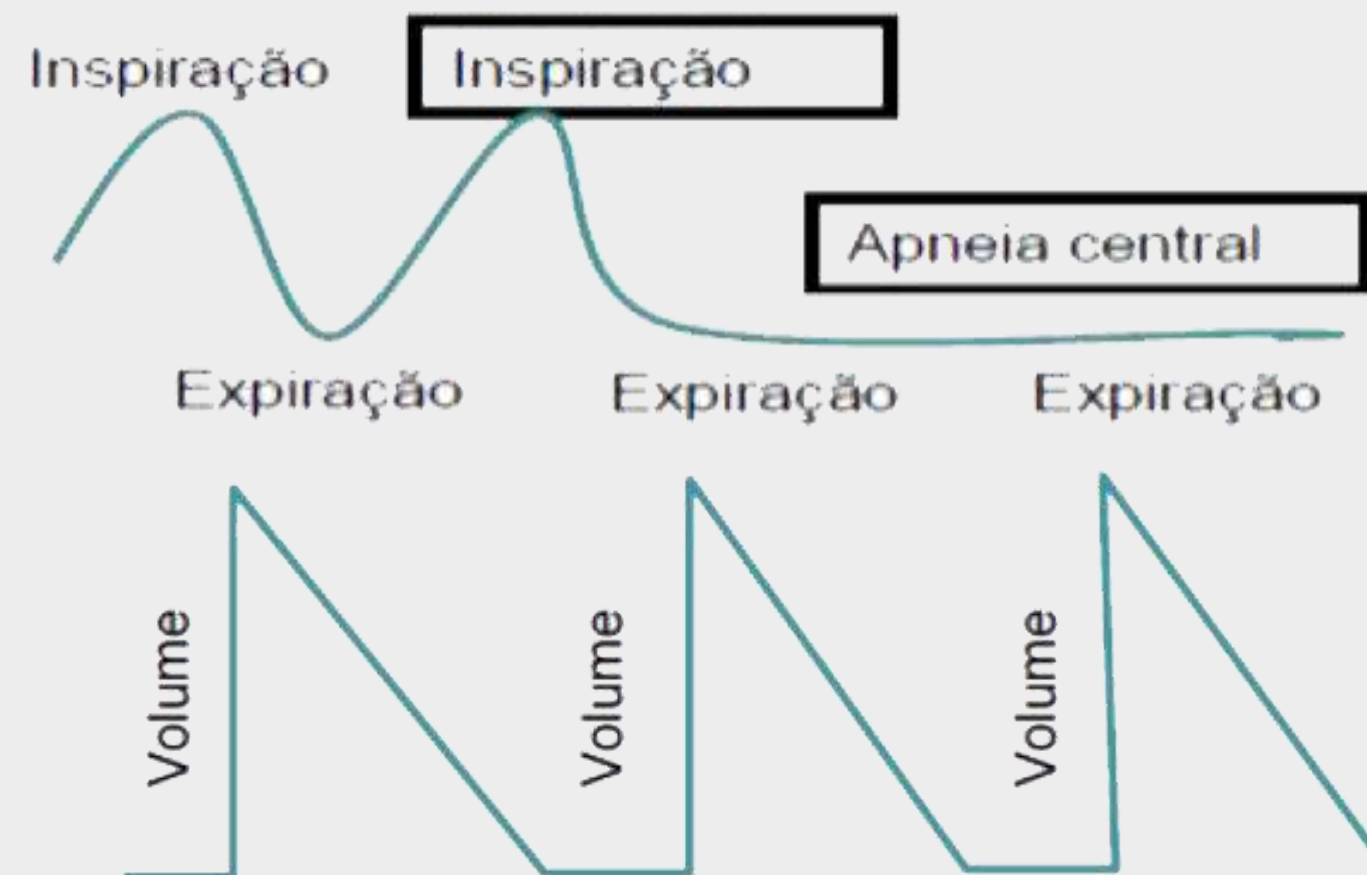 Inspiração
Inspiração
Apneia central
Expiração
Expiração
Expiração
Volume
Volume
Volume